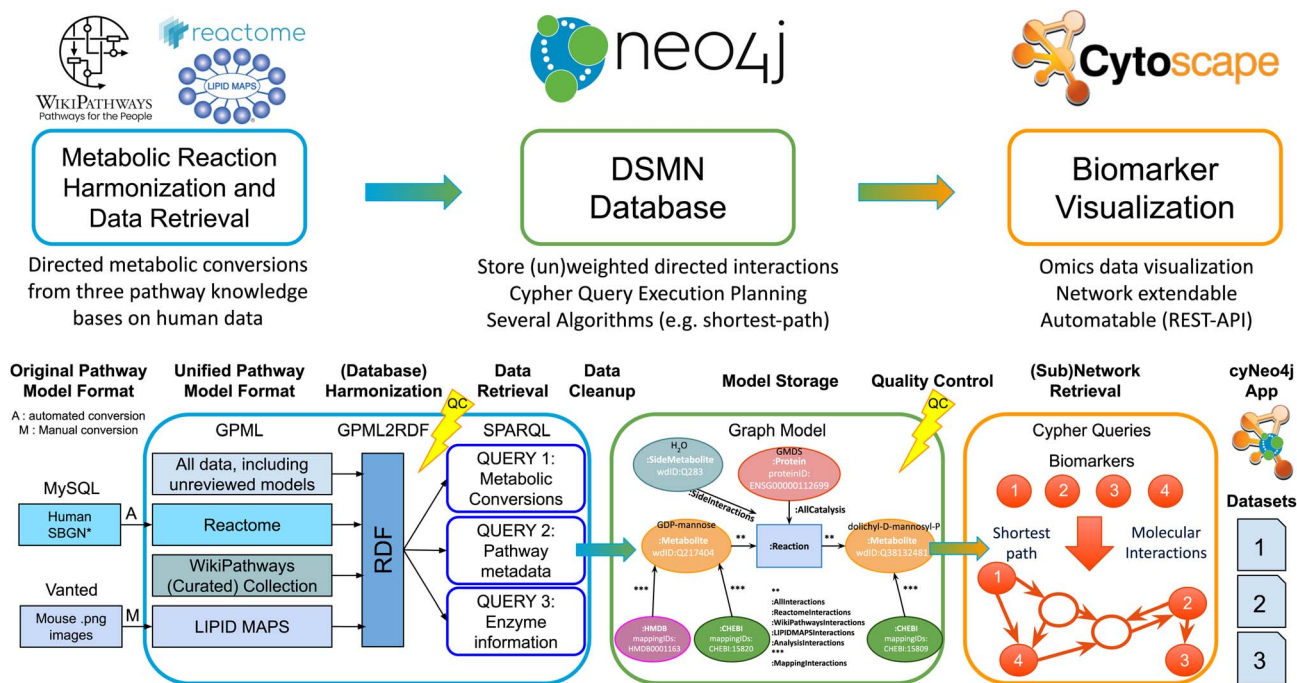 WIKIPATHWAYS
Pathways for the People
reactome
LIPID MAPS
®
neo4j
Cytoscape
Metabolic Reaction
Harmonization and
Data Retrieval
DSMN
Database
Biomarker
Visualization
Directed metabolic conversions
from three pathway knowledge
bases on human data
Store (un)weighted directed interactions
Cypher Query Execution Planning
Several Algorithms (e.g. shortest-path)
Omics data visualization
Network extendable
Automatable (REST-API)
Original Pathway
Model Format
Unified Pathway
Model Format
(Database)
Harmonization
Data
Retrieval
Data
Cleanup
Model Storage
Quality Control
(Sub)Network
Retrieval
cyNeo4j
App
A : automated conversion
M : Manual conversion
QC
QC
GPML
GPML2RDF
SPARQL
Graph Model
Cypher Queries
All data, including
unreviewed models
MySQL
Human
SBGN*
A
Reactome
WikiPathways
(Curated) Collection
Vanted
Mouse .png
images
M
LIPID MAPS
RDF
QUERY 1:
Metabolic
Conversions
QUERY 2:
Pathway
metadata
QUERY 3:
Enzyme
information
H2O
:SideMetabolite
wdID:Q283
GMDS
:Protein
proteinID:
ENSG00000112699
:SideInteractions
:AllCatalysis
GDP-mannose
:Metabolite
wdID:Q217404
**
:Reaction
**
dolichyl-D-mannosyl-P
:Metabolite
wdID:Q38132481
***
***
***
:HMDB
mappingIDs:
HMDB0001163
:CHEBI
mappingIDs:
CHEBI:15820
**
:AllInteractions
:ReactomeInteractions
:WikiPathwaysInteractions
:LIPIDMAPSInteractions
:AnalysisInteractions
***
:MappingInteractions
:CHEBI
mappingIDs:
CHEBI:15809
Biomarkers
1 2 3 4
Shortest
path
Molecular
Interactions
1
2
4
3
Datasets
1
2
3